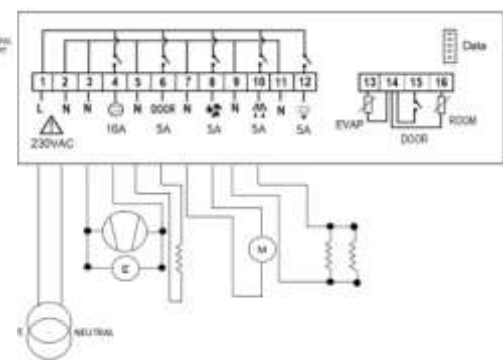 Data
1 2 3 4 5 6 7 8 9 10 11 12
13 14 15 16
L N N N DOOR N N N
10A 5A 5A 5A 5A
230VAC
EVAP DOOR ROOM
E M
NEUTRAL